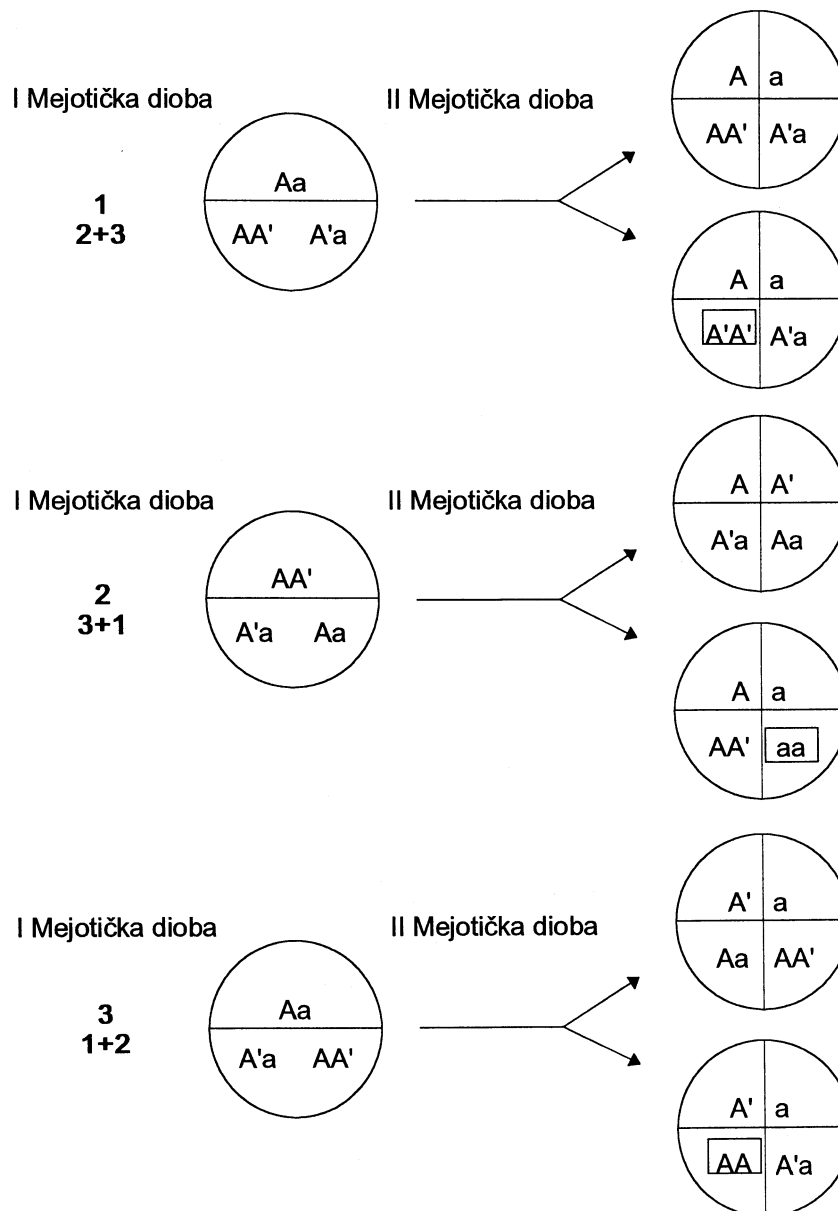 A a
I Mejotička dioba II Mejotička dioba
AA' A'a
Aa
1
2+3
AA' A'a
A a
A'A' A'a
A A'
I Mejotička dioba II Mejotička dioba
A'a Aa
AA'
2
3+1
A'a Aa
A a
AA' aa
A' a
I Mejotička dioba II Mejotička dioba
Aa AA'
Aa
3
1+2
A'a AA'
A' a
AA A'a